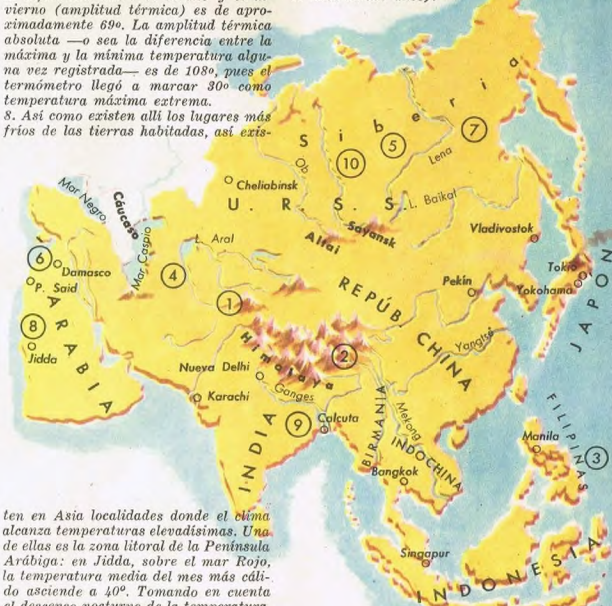 vierno (amplitud térmica) es de apro-
ximadamente 69º. La amplitud térmica
absoluta —o sea la diferencia entre la
máxima y la mínima temperatura algu-
na vez registrada— es de 108º, pues el
termómetro llegó a marcar 30º como
temperatura máxima extrema.
8. Así como existen allí los lugares más
fríos de las tierras habitadas, así exis-
Siberia
7
5
10
Ob
Lena
Cheliabinsk
U. R. S. S.
L. Baikal
Mar Negro
Cáucaso
Mar Caspio
L. Aral
Altai
Sayansk
Vladivostok
6
Damasco
P. Said
4
1
REPÚB
CHINA
Pekín
Tokio
Yokohama
JAPÓN
ARABIA
8
Jidda
Himalaya
2
Yangtse
Nueva Delhi
Ganges
Karachi
INDIA
9
Calcuta
BIRMANIA
Mekong
INDOCHINA
Bangkok
FILIPINAS
Manila
3
Singapur
INDONESIA
ten en Asia localidades donde el clima
alcanza temperaturas elevadísimas. Una
de ellas es la zona litoral de la Península
Arábiga: en Jidda, sobre el mar Rojo,
la temperatura media del mes más cáli-
do asciende a 40º. Tomando en cuenta
el descenso nocturno de la temperatura,